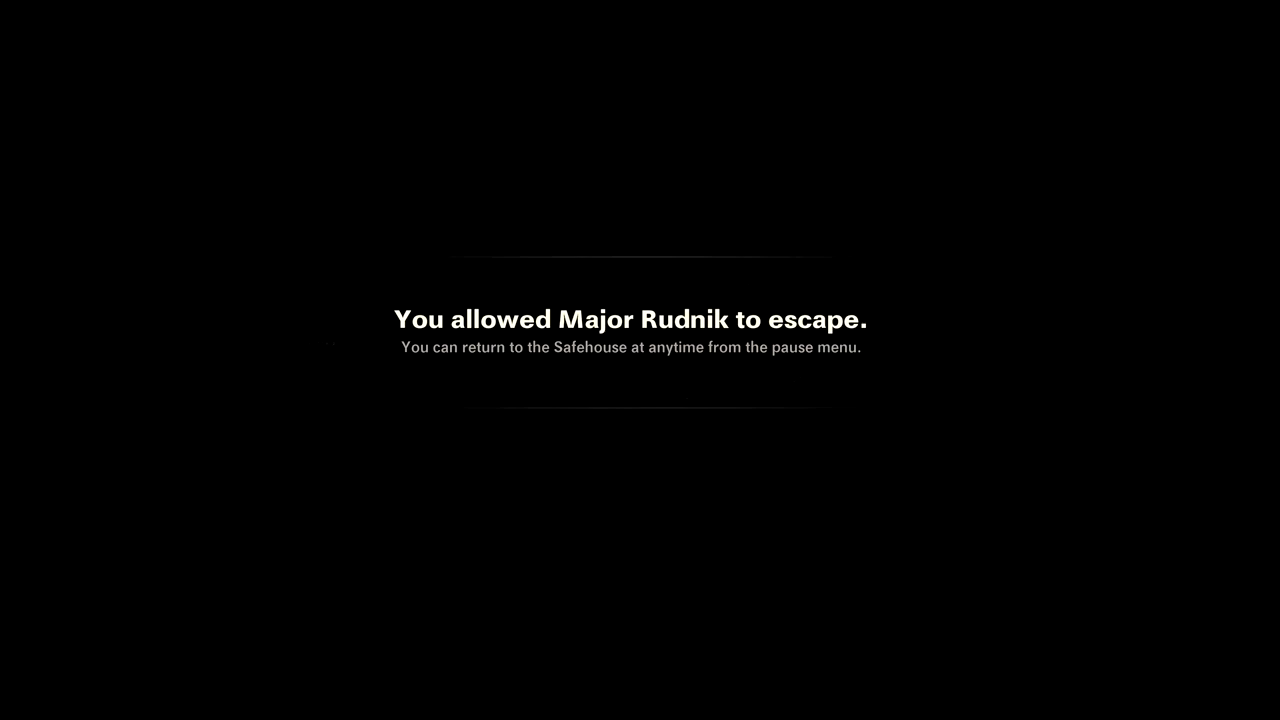 You allowed Major Rudnik to escape.
You can return to the Safehouse at anytime from the pause menu.